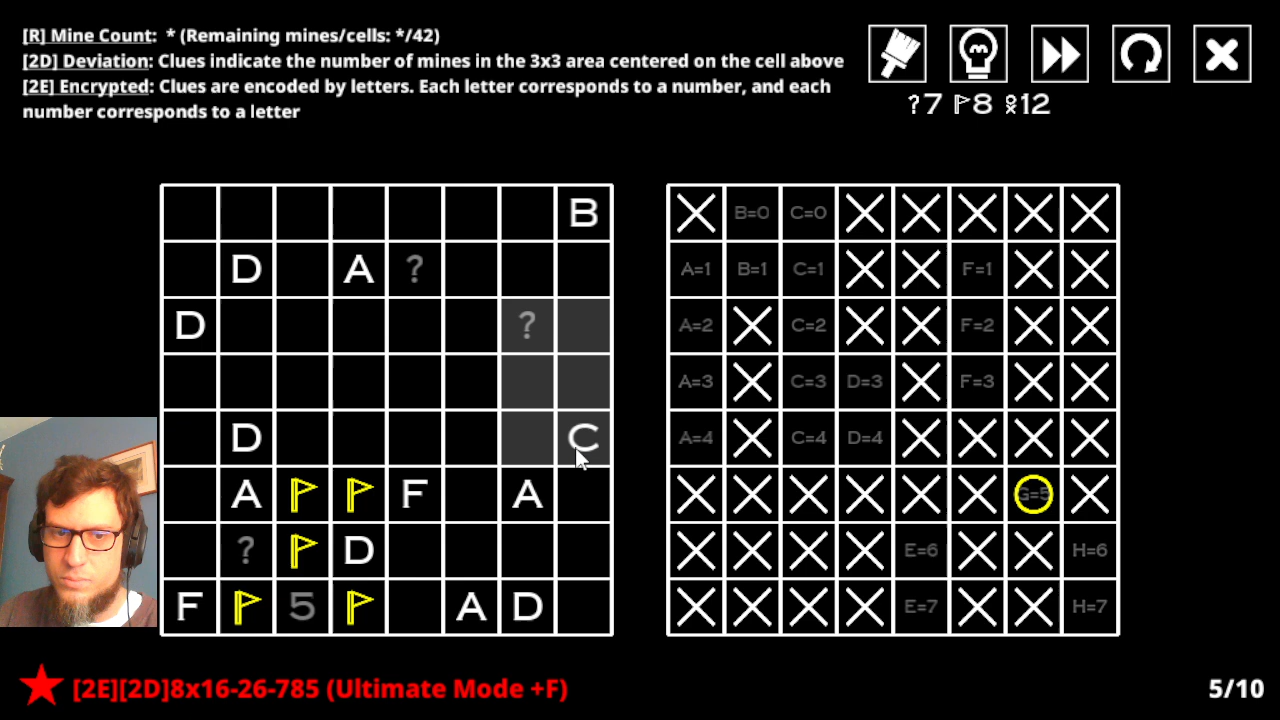 [R] Mine Count: * (Remaining mines/cells: */42)
[2D] Deviation: Clues indicate the number of mines in the 3x3 area centered on the cell above
[2E] Encrypted: Clues are encoded by letters. Each letter corresponds to a number, and each
number corresponds to a letter
?7 8 12
B B=0 C=0
D A ? A=1 B=1 C=1 F=1
D ? A=2 C=2 F=2
A=3 C=3 D=3 F=3
D C A=4 C=4 D=4
A F A G=5
? D E=6 H=6
F 5 A D E=7 H=7
[2E][2D]8x16-26-785 (Ultimate Mode +F)
5/10